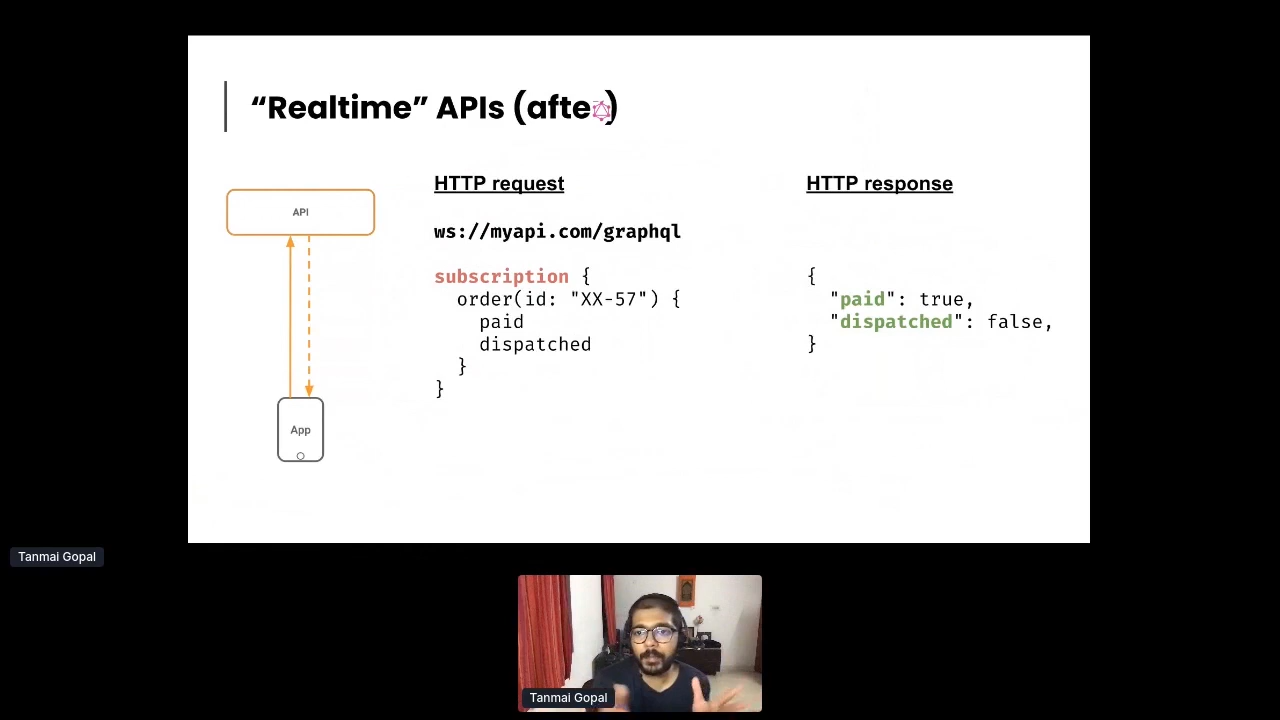 “Realtime” APIs (afte)
API
App
HTTP request
ws://myapi.com/graphql
subscription {
order(id: "XX-57") {
paid
dispatched
}
}
HTTP response
{
"paid": true,
"dispatched": false,
}
Tanmai Gopal
Tanmai Gopal